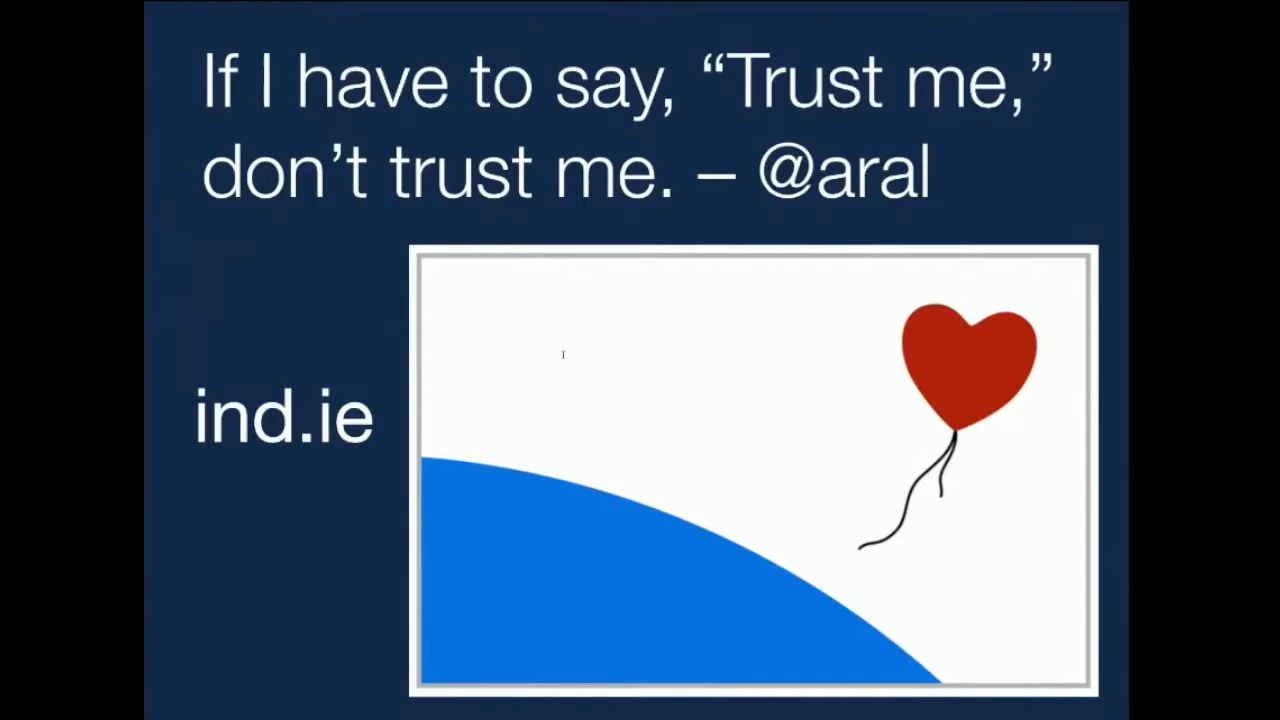 If I have to say, “Trust me,”
don’t trust me. – @aral
ind.ie